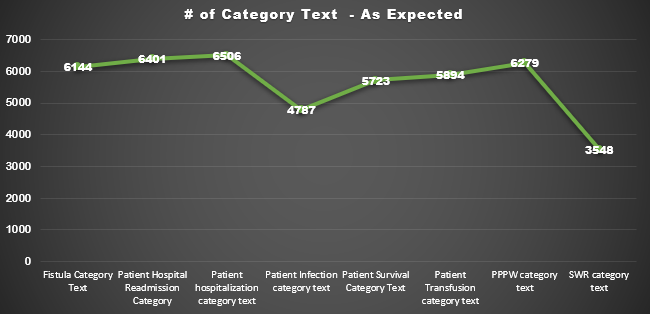 # of Category Text - As Expected
7000
6000
5000
4000
3000
2000
1000
0
6144
6401
6506
4787
5723
5894
6279
3548
Fistula Category
Text
Patient Hospital
Readmission
Category
Patient
hospitalization
category text
Patient Infection
category text
Patient Survival
Category Text
Patient
Transfusion
category text
PPPW category
text
SWR category
text